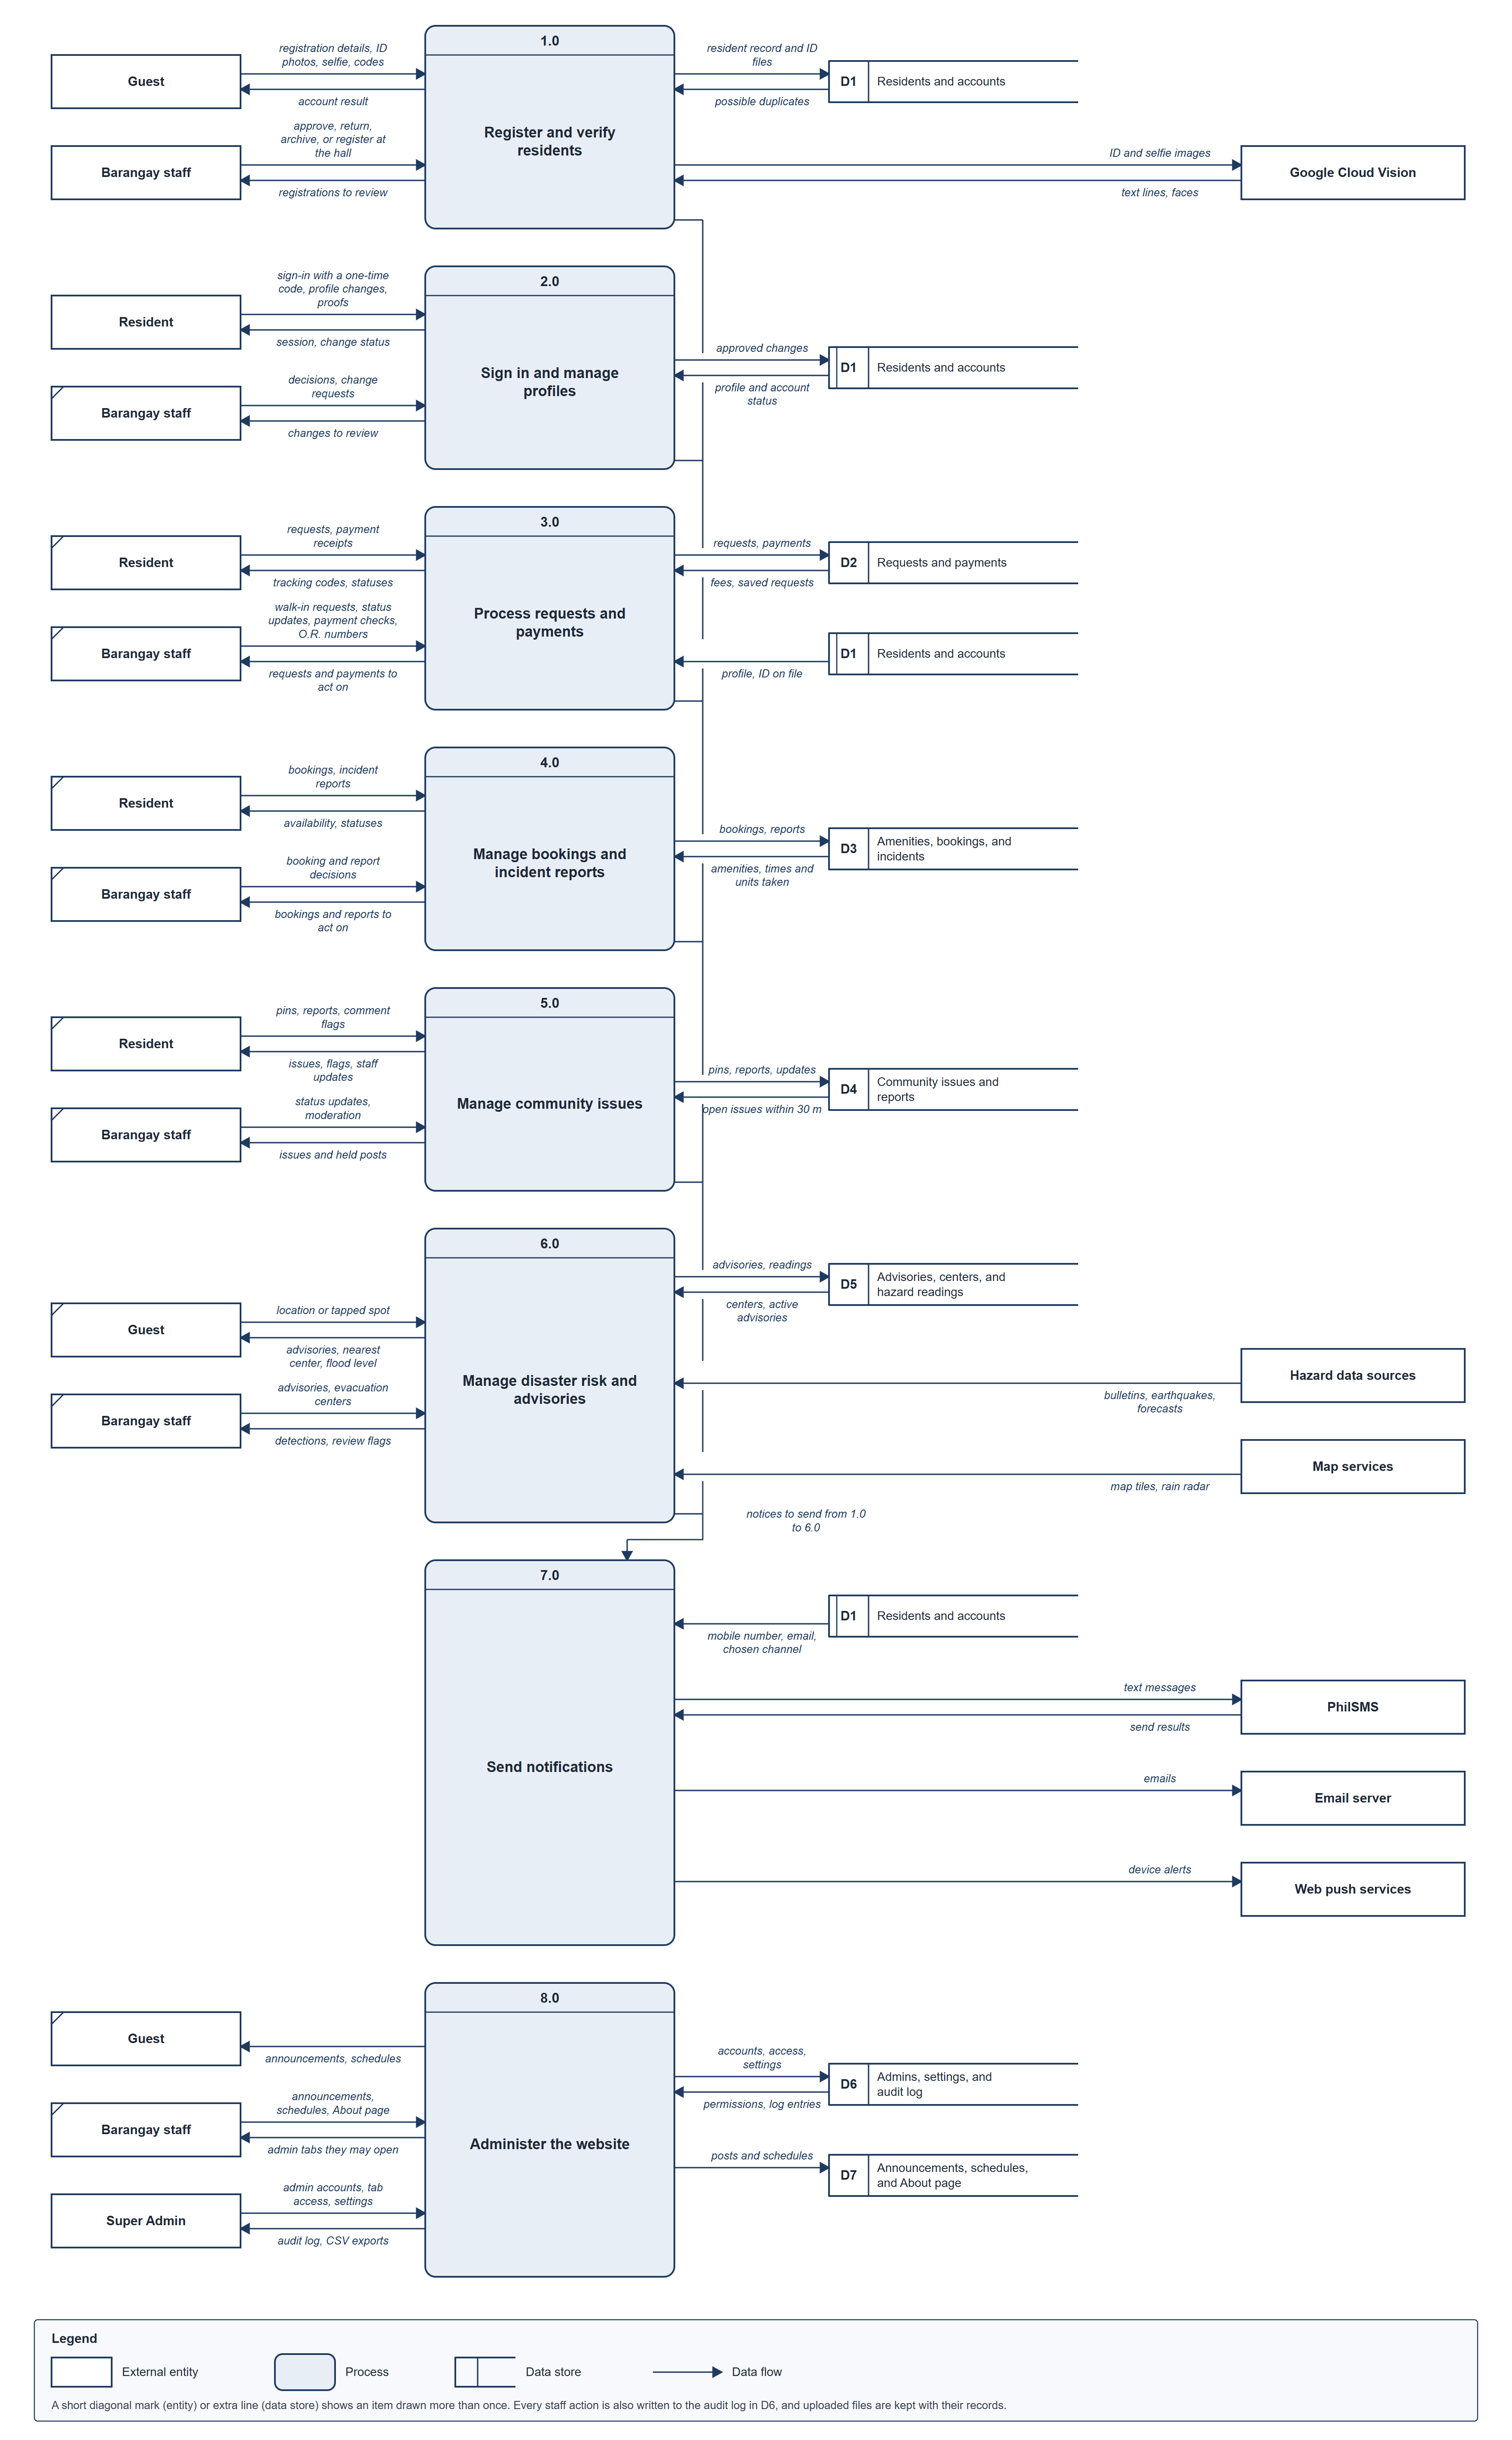 1.0
registration details, ID
photos, selfie, codes
resident record and ID
files
Guest
D1
Residents and accounts
account result
possible duplicates
approve, return,
archive, or register at
the hall
Register and verify
residents
ID and selfie images
Barangay staff
Google Cloud Vision
registrations to review
text lines, faces
2.0
sign-in with a one-time
code, profile changes,
proofs
Resident
session, change status
approved changes
D1
Residents and accounts
Sign in and manage
profiles
profile and account
status
decisions, change
requests
Barangay staff
changes to review
3.0
requests, payment
receipts
requests, payments
Resident
D2
Requests and payments
tracking codes, statuses
fees, saved requests
walk-in requests, status
updates, payment checks,
O.R. numbers
Process requests and
payments
Barangay staff
D1
Residents and accounts
requests and payments to
act on
profile, ID on file
4.0
bookings, incident
reports
Resident
availability, statuses
bookings, reports
D3
Amenities, bookings, and
incidents
Manage bookings and
incident reports
amenities, times and
units taken
booking and report
decisions
Barangay staff
bookings and reports to
act on
5.0
pins, reports, comment
flags
Resident
issues, flags, staff
updates
pins, reports, updates
D4
Community issues and
reports
Manage community issues
open issues within 30 m
status updates,
moderation
Barangay staff
issues and held posts
6.0
advisories, readings
D5
Advisories, centers, and
hazard readings
centers, active
advisories
location or tapped spot
Guest
advisories, nearest
center, flood level
Manage disaster risk and
advisories
Hazard data sources
bulletins, earthquakes,
forecasts
advisories, evacuation
centers
Barangay staff
detections, review flags
Map services
map tiles, rain radar
notices to send from 1.0
to 6.0
7.0
D1
Residents and accounts
mobile number, email,
chosen channel
text messages
PhilSMS
send results
Send notifications
emails
Email server
device alerts
Web push services
8.0
Guest
announcements, schedules
accounts, access,
settings
D6
Admins, settings, and
audit log
permissions, log entries
announcements,
schedules, About page
Barangay staff
admin tabs they may open
Administer the website
posts and schedules
D7
Announcements, schedules,
and About page
admin accounts, tab
access, settings
Super Admin
audit log, CSV exports
Legend
External entity
Process
Data store
Data flow
A short diagonal mark (entity) or extra line (data store) shows an item drawn more than once. Every staff action is also written to the audit log in D6, and uploaded files are kept with their records.